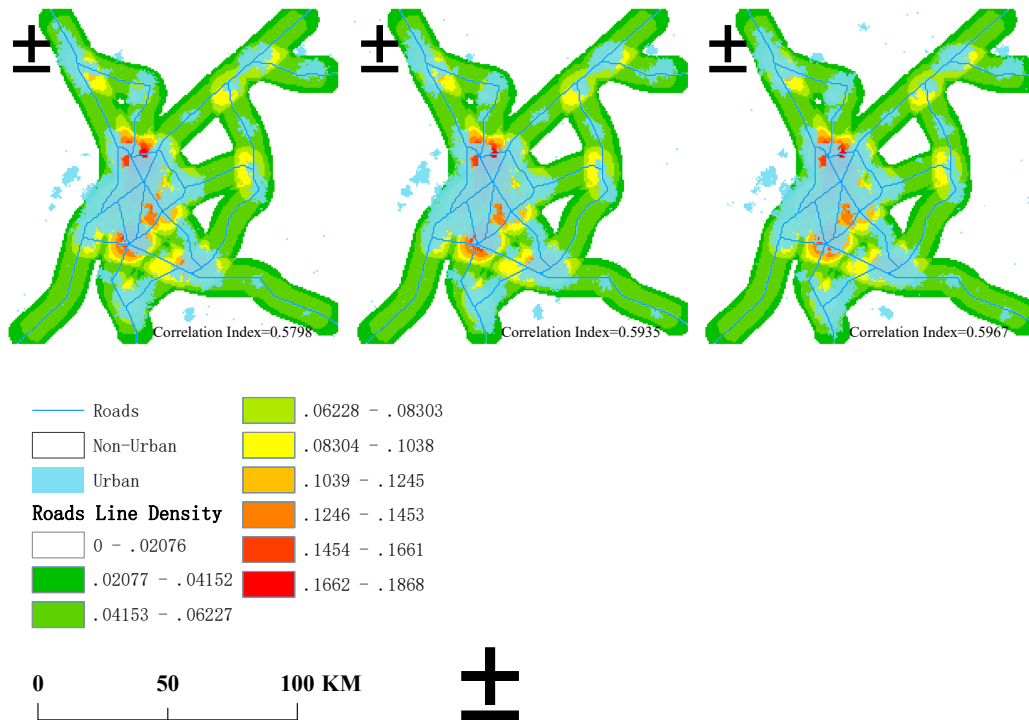 ±
±
±
Correlation Index=0.5798
Correlation Index=0.5935
Correlation Index=0.5967
Roads
Non-Urban
Urban
Roads Line Density
0 - .02076
.02077 - .04152
.04153 - .06227
.06228 - .08303
.08304 - .1038
.1039 - .1245
.1246 - .1453
.1454 - .1661
.1662 - .1868
0 50 100 KM
±